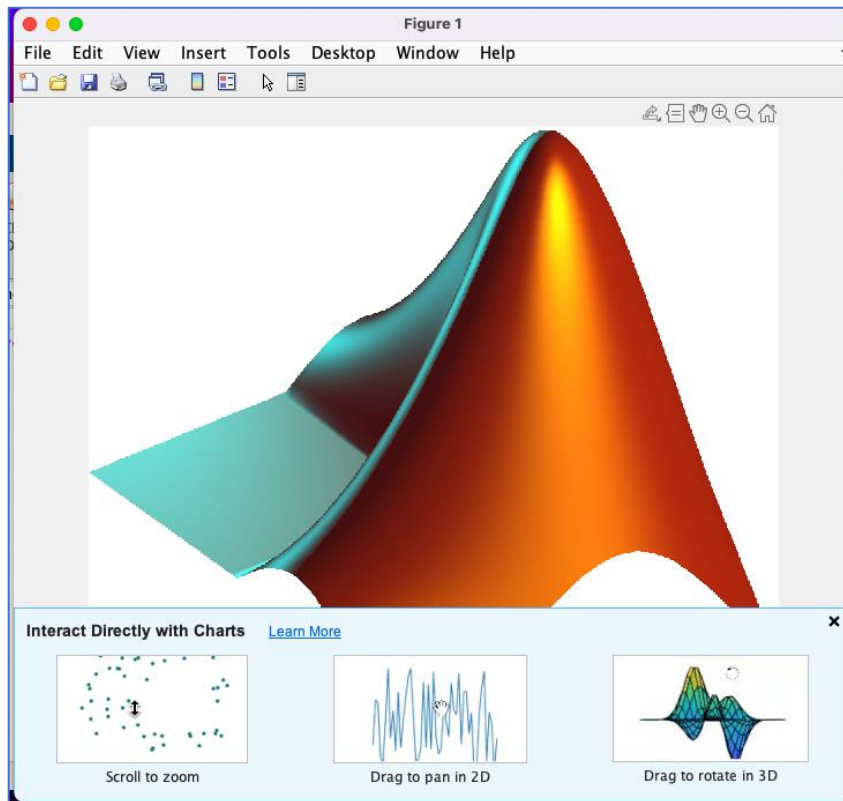 Figure 1
File Edit View Insert Tools Desktop Window Help
Interact Directly with Charts Learn More
Scroll to zoom
Drag to pan in 2D
Drag to rotate in 3D